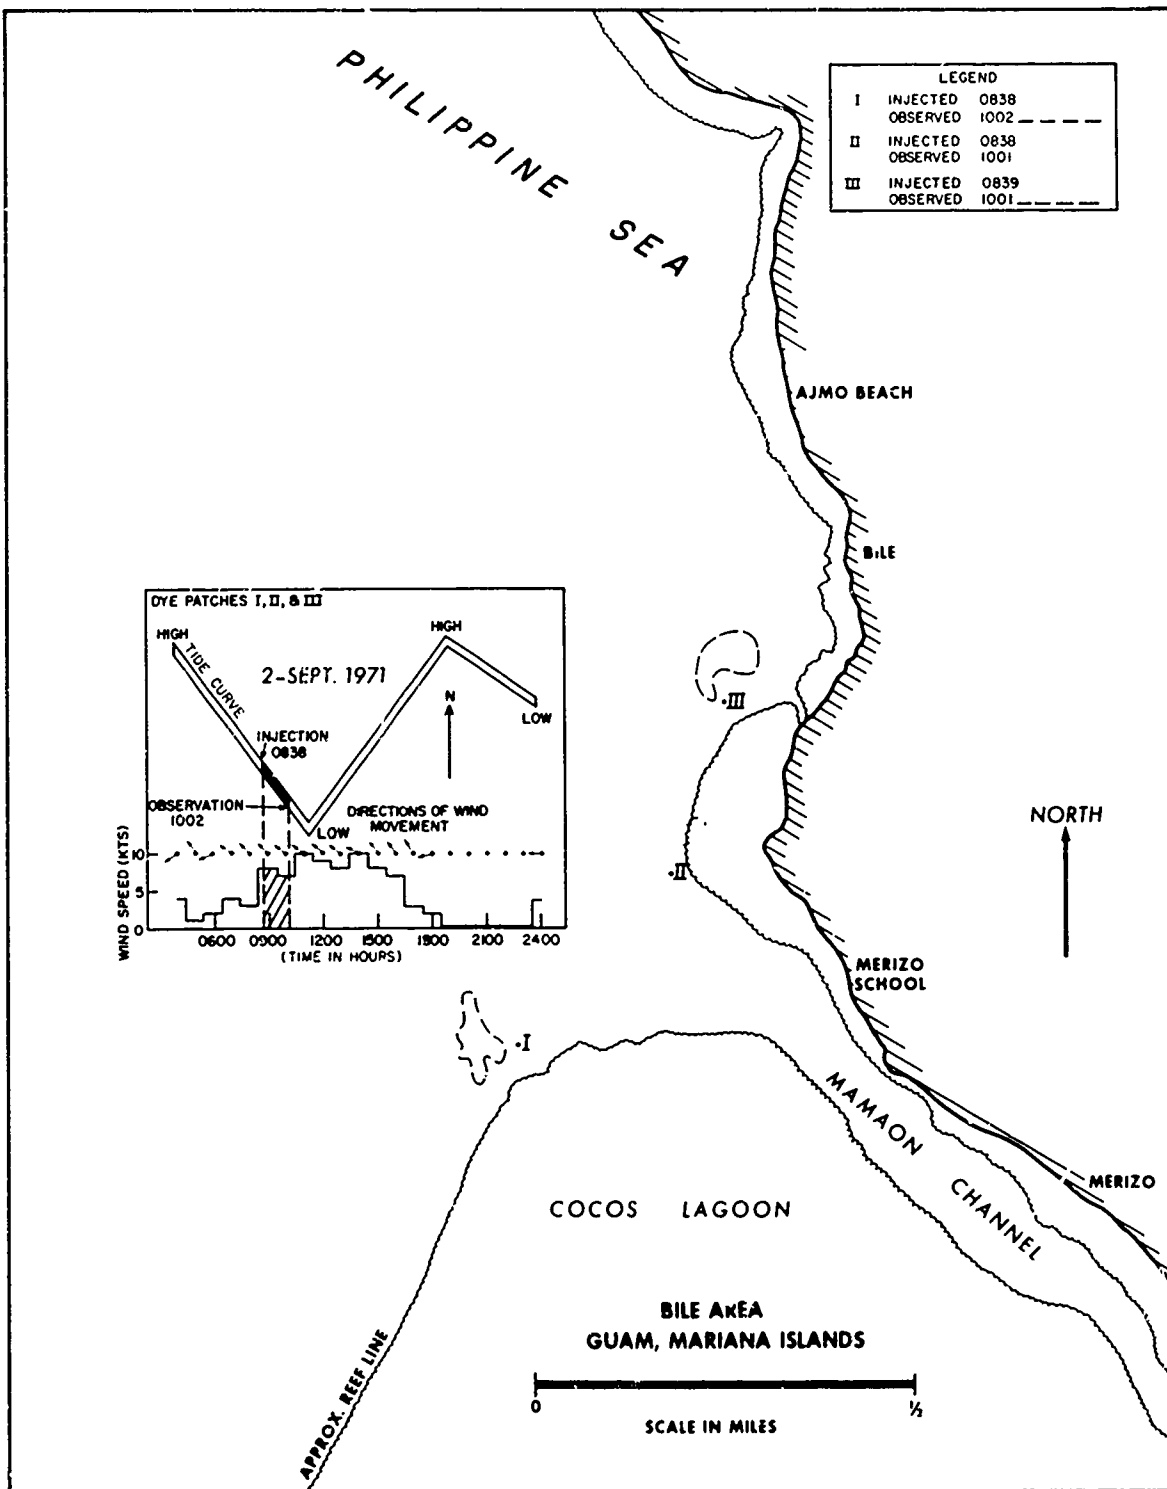 PHILIPPINE SEA
LEGEND
I INJECTED 0838
OBSERVED 1002
II INJECTED 0838
OBSERVED 1001
III INJECTED 0839
OBSERVED 1001
AJMO BEACH
BILE
DYE PATCHES I, II, & III
HIGH
TIDE CURVE
2-SEPT. 1971
HIGH
N
LOW
INJECTION
0838
OBSERVATION
1002
LOW
DIRECTIONS OF WIND
MOVEMENT
WIND SPEED (KTS)
10
5
0
0600 0900 1200 1500 1800 2100 2400
(TIME IN HOURS)
III
II
I
NORTH
MERIZO
SCHOOL
MAMAON CHANNEL
MERIZO
COCOS LAGOON
BILE AREA
GUAM, MARIANA ISLANDS
0 ½
SCALE IN MILES
APPROX. REEF LINE